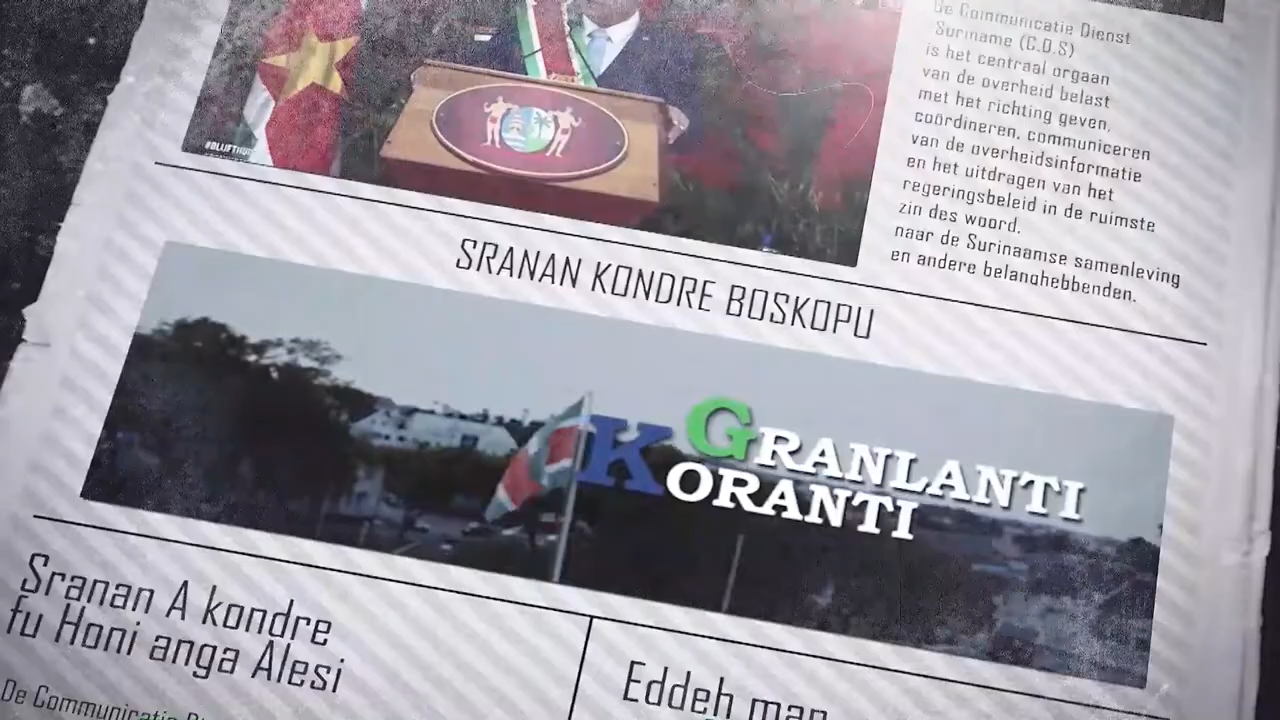 De Communicatie Dienst
Suriname (C.D.S)
is het centraal orgaan
van de overheid belast
met het richting geven,
coördineren, communiceren
van de overheidsinformatie
en het uitdragen van het
regeringsbeleid in de ruimste
zin des woord,
naar de Surinaamse samenleving
en andere belanghebbenden.
SRANAN KONDRE BOSKOPU
GRANLANTI
KORANTI
Sranan A kondre
fu Honi anga Alesi
De
Eddeh man